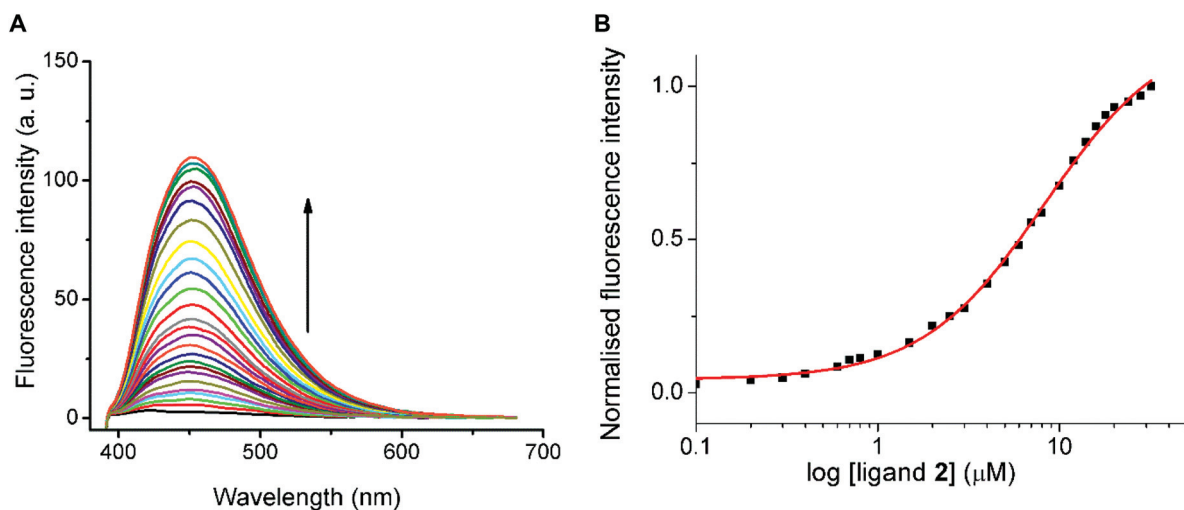 A
Fluorescence intensity (a. u.)
150
100
50
0
400
500
600
700
Wavelength (nm)
B
Normalised fluorescence intensity
1.0
0.5
0.0
0.1
1
10
log [ligand 2] (μM)